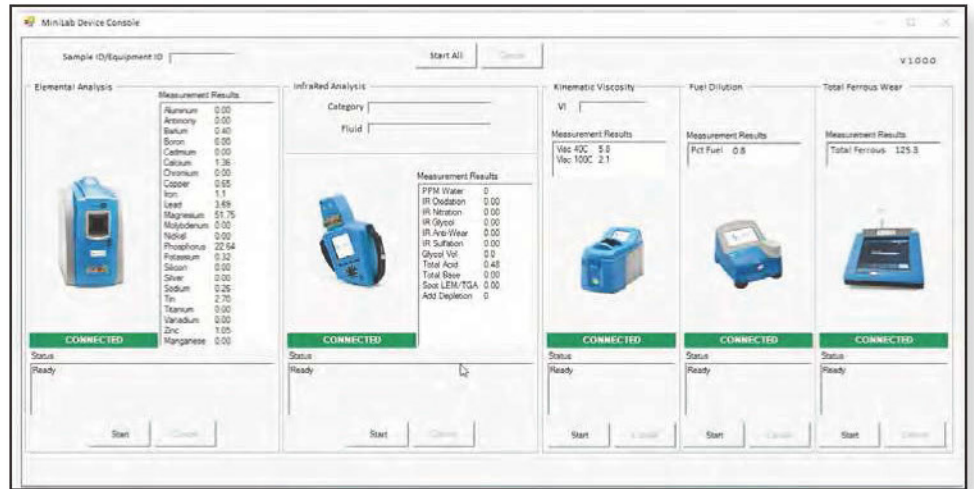 MiniLab Device Console
Sample ID/Equipment ID
Start All
Cancel
V 1.0.0.0
Elemental Analysis
Measurement Results
Aluminum 0.00
Antimony 0.00
Barium 0.40
Boron 0.00
Cadmium 0.00
Calcium 1.36
Chromium 0.00
Copper 0.65
Iron 1.1
Lead 3.69
Magnesium 51.75
Molybdenum 0.00
Nickel 0.00
Phosphorus 22.64
Potassium 0.32
Silicon 0.00
Silver 0.00
Sodium 0.26
Tin 2.70
Titanium 0.00
Vanadium 0.00
Zinc 1.05
Manganese 0.00
CONNECTED
Status
Ready
Start
Cancel
InfraRed Analysis
Category
Fluid
Measurement Results
PPM Water 0
IR Oxidation 0.00
IR Nitration 0.00
IR Glycol 0.00
IR Anti-Wear 0.00
IR Sulfation 0.00
Glycol Vol 0.0
Total Acid 0.48
Total Base 0.00
Soot LEM/TGA 0.00
Add Depletion 0
CONNECTED
Status
Ready
Start
Cancel
Kinematic Viscosity
VI
Measurement Results
Visc 40C 5.8
Visc 100C 2.1
CONNECTED
Status
Ready
Start
Cancel
Fuel Dilution
Measurement Results
Pct Fuel 0.8
CONNECTED
Status
Ready
Start
Cancel
Total Ferrous Wear
Measurement Results
Total Ferrous 125.3
CONNECTED
Status
Ready
Start
Cancel